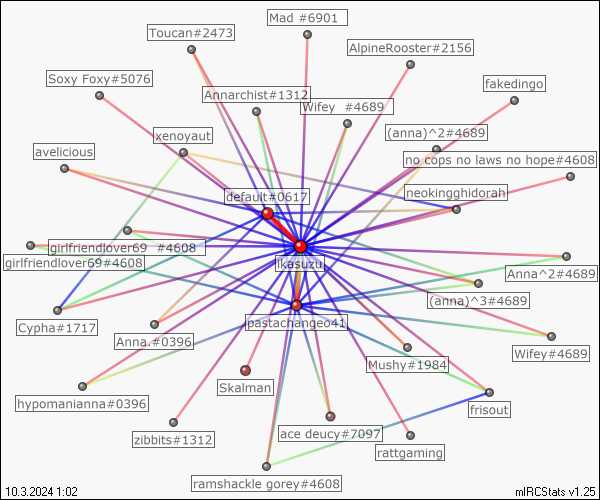 Mad #6901
Toucan#2473
AlpineRooster#2156
Soxy Foxy#5076
fakedingo
Annarchist#1312
Wifey #4689
xenoyaut
(anna)^2#4689
avelicious
no cops no laws no hope#4608
default#0617
neokingghidorah
girlfriendlover69 #4608
girlfriendlover69#4608
Ikasuzu
Anna^2#4689
(anna)^3#4689
Cypha#1717
Anna.#0396
pastachangeo41
Wifey#4689
Mushy#1984
Skalman
hypomanianna#0396
frisout
zibbits#1312
ace deucy#7097
rattgaming
ramshackle gorey#4608
10.3.2024 1:02
mIRCStats v1.25